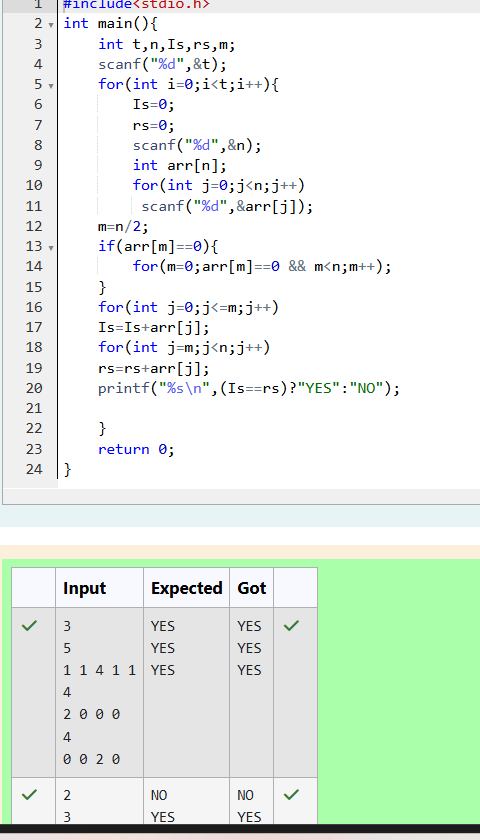 1 #include<stdio.h>
2 int main(){
3 int t,n,Is,rs,m;
4 scanf("%d",&t);
5 for(int i=0;i<t;i++){
6 Is=0;
7 rs=0;
8 scanf("%d",&n);
9 int arr[n];
10 for(int j=0;j<n;j++)
11 scanf("%d",&arr[j]);
12 m=n/2;
13 if(arr[m]==0){
14 for(m=0;arr[m]==0 && m<n;m++);
15 }
16 for(int j=0;j<=m;j++)
17 Is=Is+arr[j];
18 for(int j=m;j<n;j++)
19 rs=rs+arr[j];
20 printf("%s\n",(Is==rs)?"YES":"NO");
21
22 }
23 return 0;
24 }
Input Expected Got
3 YES YES
5 YES YES
1 1 4 1 1 YES YES
4
2 0 0 0
4
0 0 2 0
2 NO NO
3 YES YES